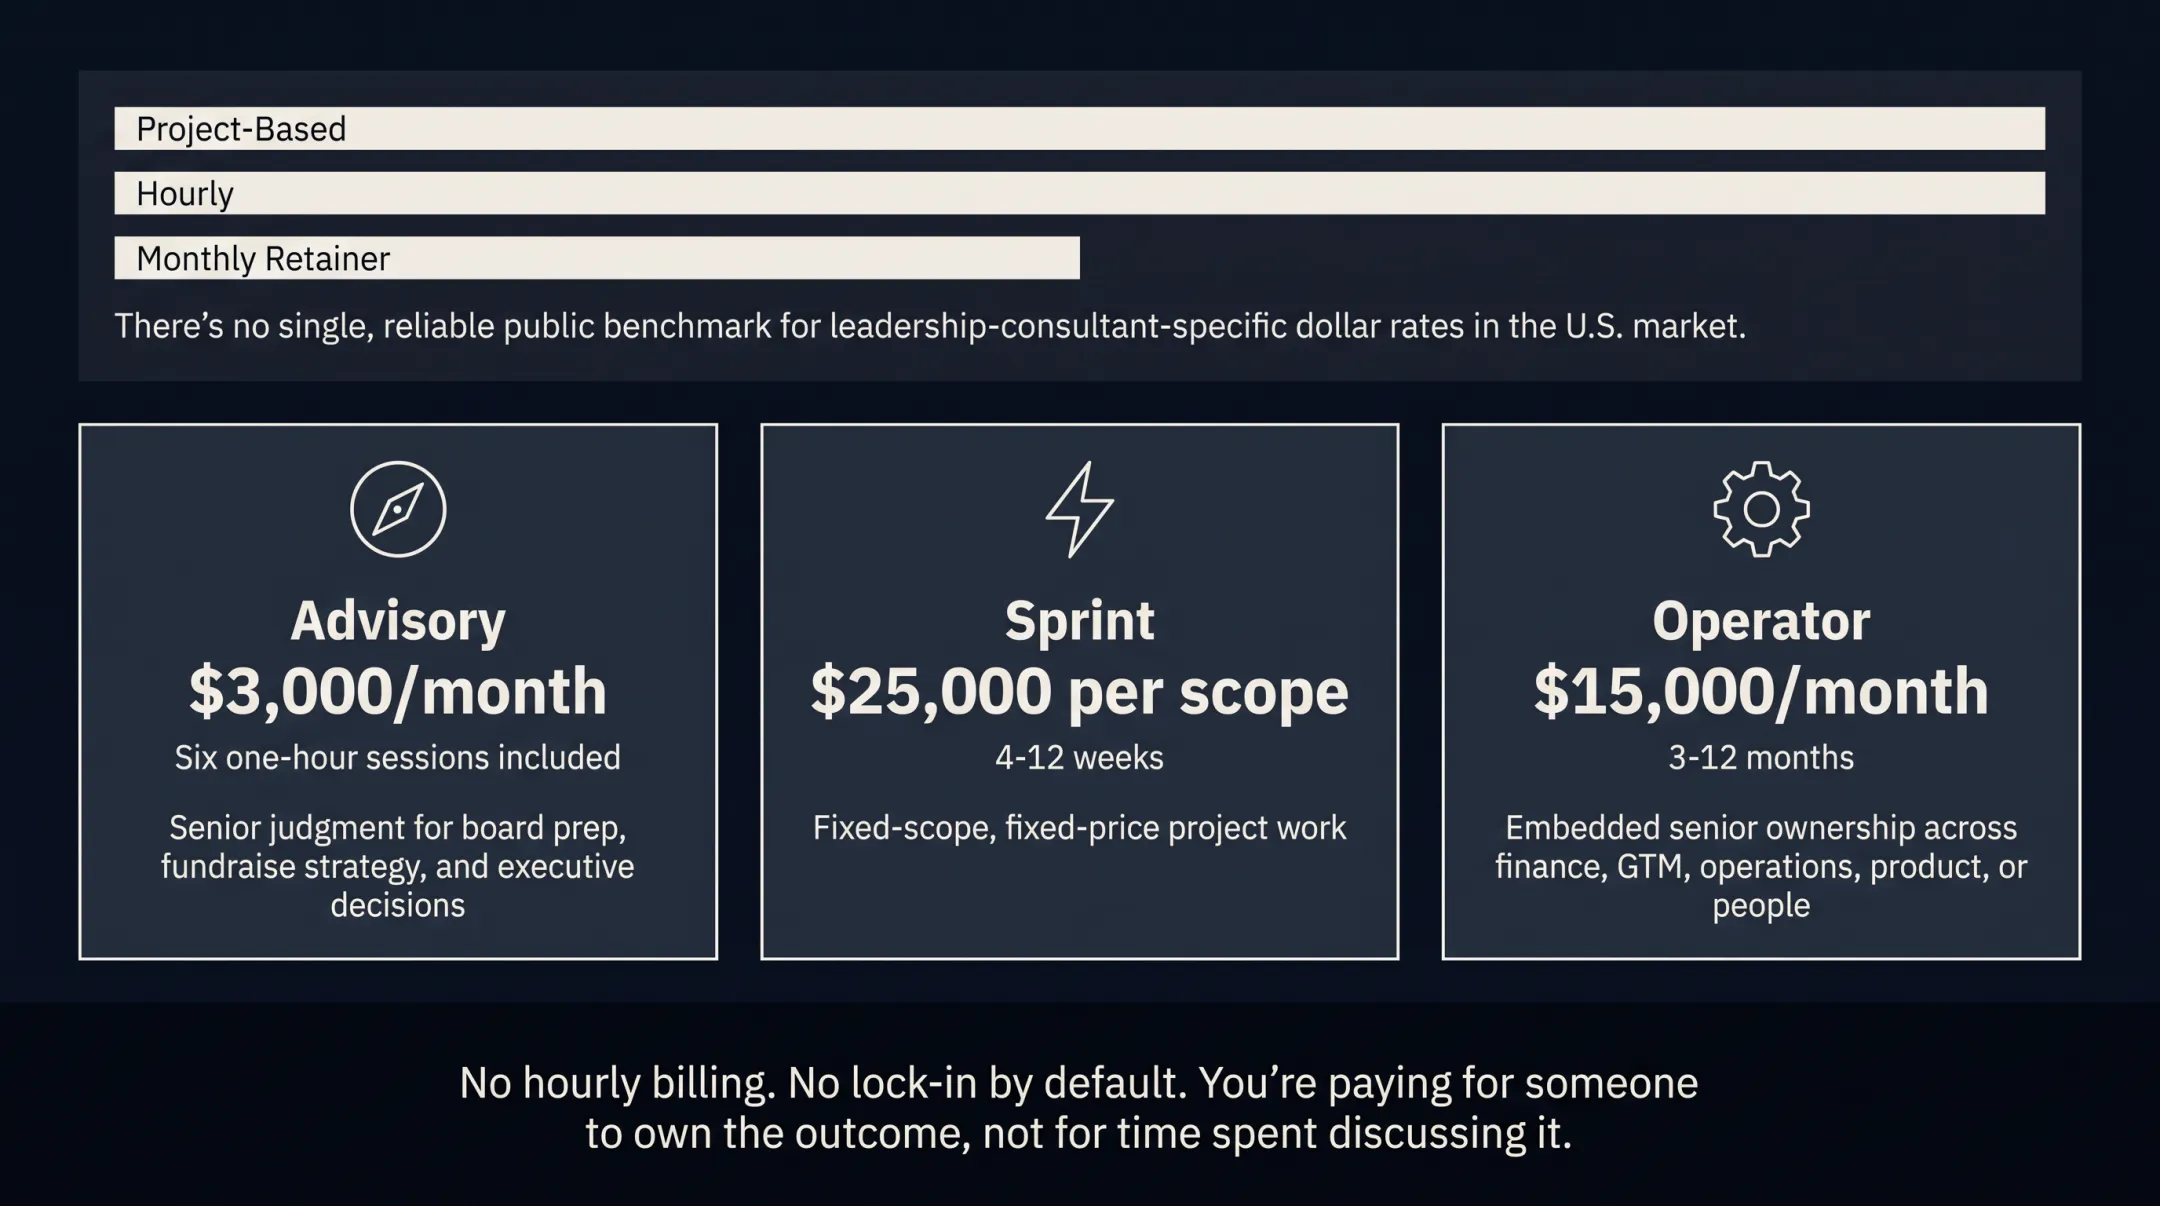 Project-Based
Hourly
Monthly Retainer
There’s no single, reliable public benchmark for leadership-consultant-specific dollar rates in the U.S. market.
Advisory
$3,000/month
Six one-hour sessions included
Senior judgment for board prep,
fundraise strategy, and executive
decisions
Sprint
$25,000 per scope
4-12 weeks
Fixed-scope, fixed-price project work
Operator
$15,000/month
3-12 months
Embedded senior ownership across
finance, GTM, operations, product, or
people
No hourly billing. No lock-in by default. You’re paying for someone
to own the outcome, not for time spent discussing it.